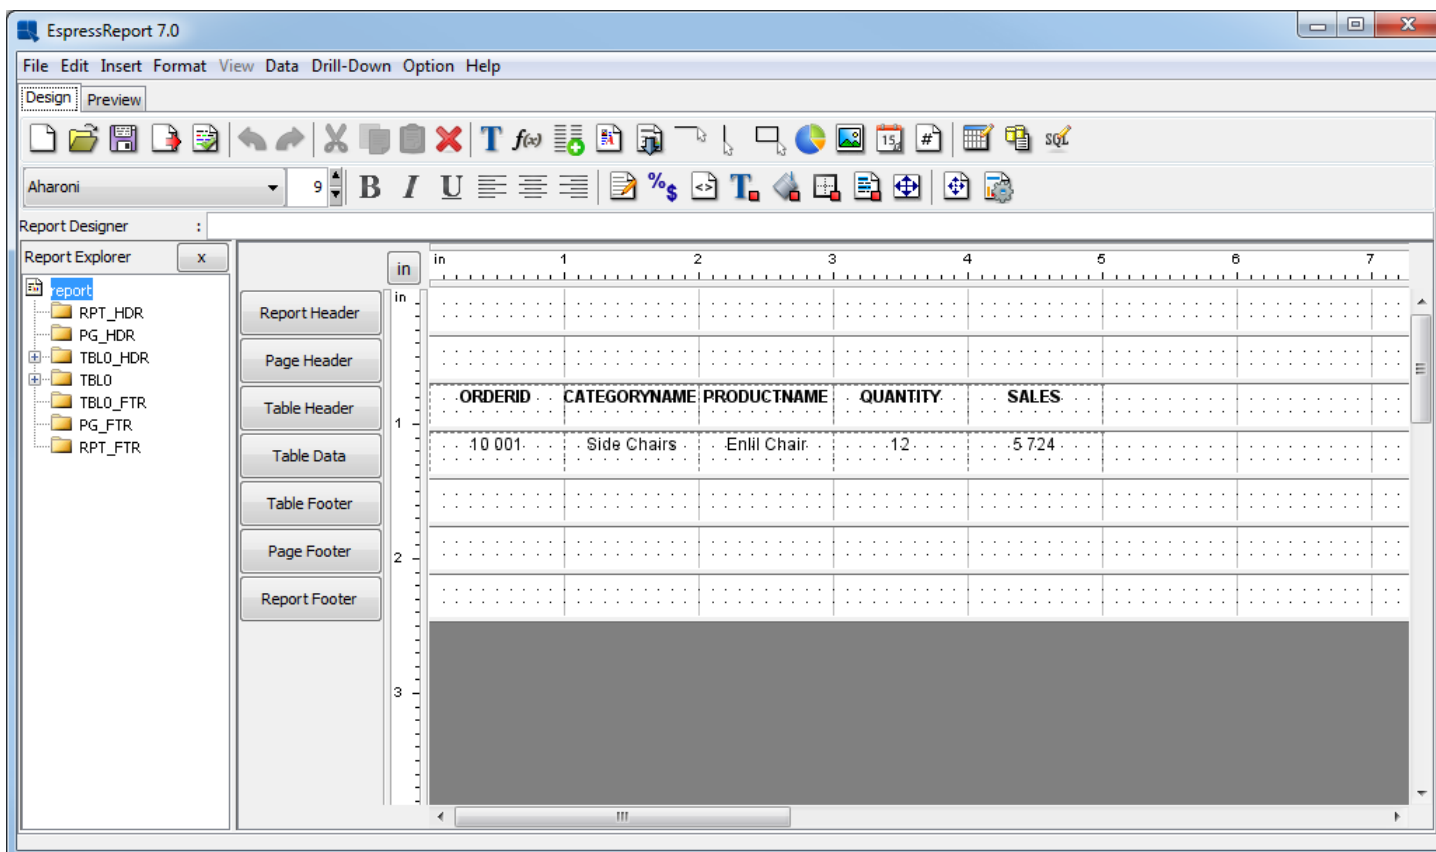 EspressReport 7.0
File Edit Insert Format View Data Drill-Down Option Help
Design Preview
T f(x) 15 # SQL
Aharoni 9 B I U %$ <> T
Report Designer :
Report Explorer x
report
RPT_HDR
PG_HDR
TBL0_HDR
TBL0
TBL0_FTR
PG_FTR
RPT_FTR
in
in 1 2 3 4 5 6 7
in
1
2
3
Report Header
Page Header
Table Header
Table Data
Table Footer
Page Footer
Report Footer
ORDERID CATEGORYNAME PRODUCTNAME QUANTITY SALES
10 001 Side Chairs Enlil Chair 12 5 724